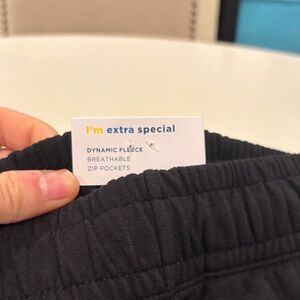 I'm extra special
DYNAMIC FLEECE
BREATHABLE
ZIP POCKETS